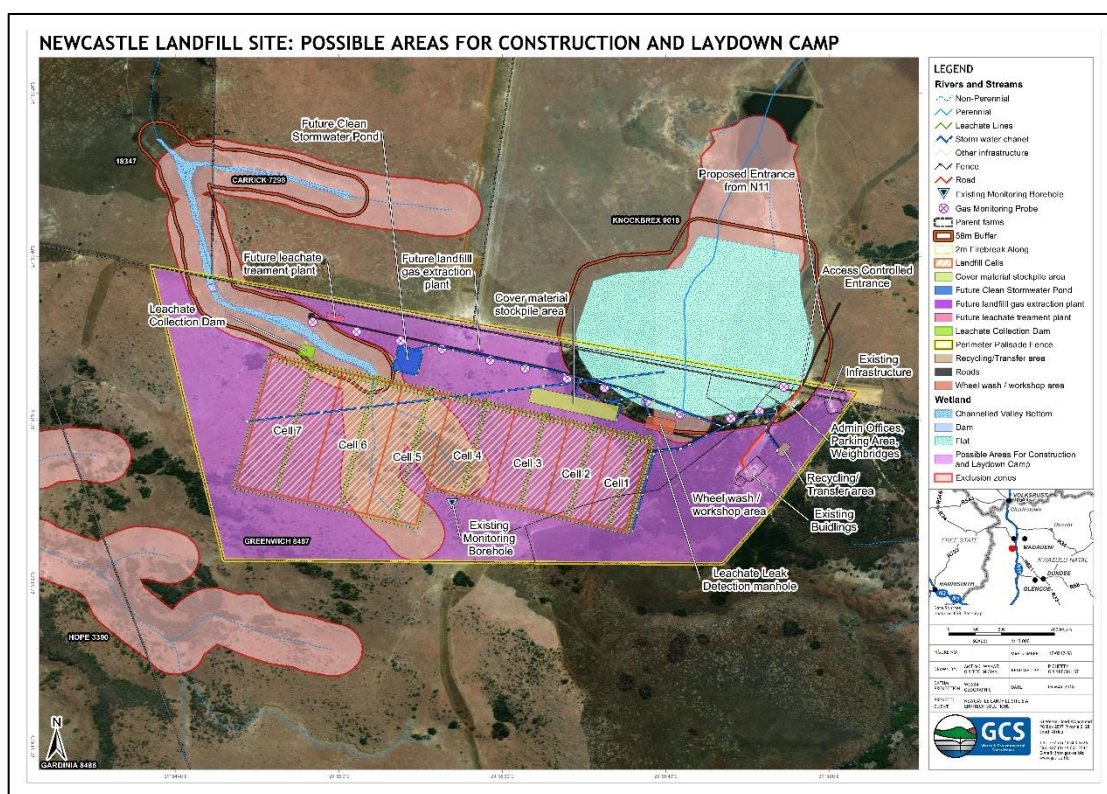 NEWCASTLE LANDFILL SITE: POSSIBLE AREAS FOR CONSTRUCTION AND LAYDOWN CAMP
Future Clean
Stormwater Pond
18347
CARRICK 7298
Proposed Entrance
from N11
KNOCKBREX 9018
Future leachate
treament plant
Future landfill
gas extraction
plant
Cover material
stockpile area
Access Controlled
Entrance
Leachate
Collection Dam
Existing
Infrastructure
Cell 7
Cell 6
Cell 5
Cell 4
Cell 3
Cell 2
Cell1
Admin Offices,
Parking Area,
Weighbridges
Recycling/
Transfer area
Wheel wash /
workshop area
Existing
Buidlings
Existing
Monitoring
Borehole
GREENWICH 8487
Leachate Leak
Detection manhole
HOPE 3390
N
GARDINIA 8466
LEGEND
Rivers and Streams
Non-Perennial
Perennial
Leachate Lines
Storm water chanel
Other infrastructure
Fence
Road
Existing Monitoring Borehole
Gas Monitoring Probe
Parent farms
58m Buffer
2m Firebreak Along
Landfill Cells
Cover material stockpile area
Future Clean Stormwater Pond
Future landfill gas extraction plant
Future leachate treament plant
Leachate Collection Dam
Perimeter Palisade Fence
Recycling/Transfer area
Roads
Wheel wash / workshop area
Wetland
Channelled Valley Bottom
Dam
Flat
Possible Areas For Construction
and Laydown Camp
Exclusion zones
VOLKSRUST
FREE STATE
MADADENI
KWAZULU-NATAL
DUNDEE
GLENCOE
HARRISMITH
SCALE:
DATE
GCS